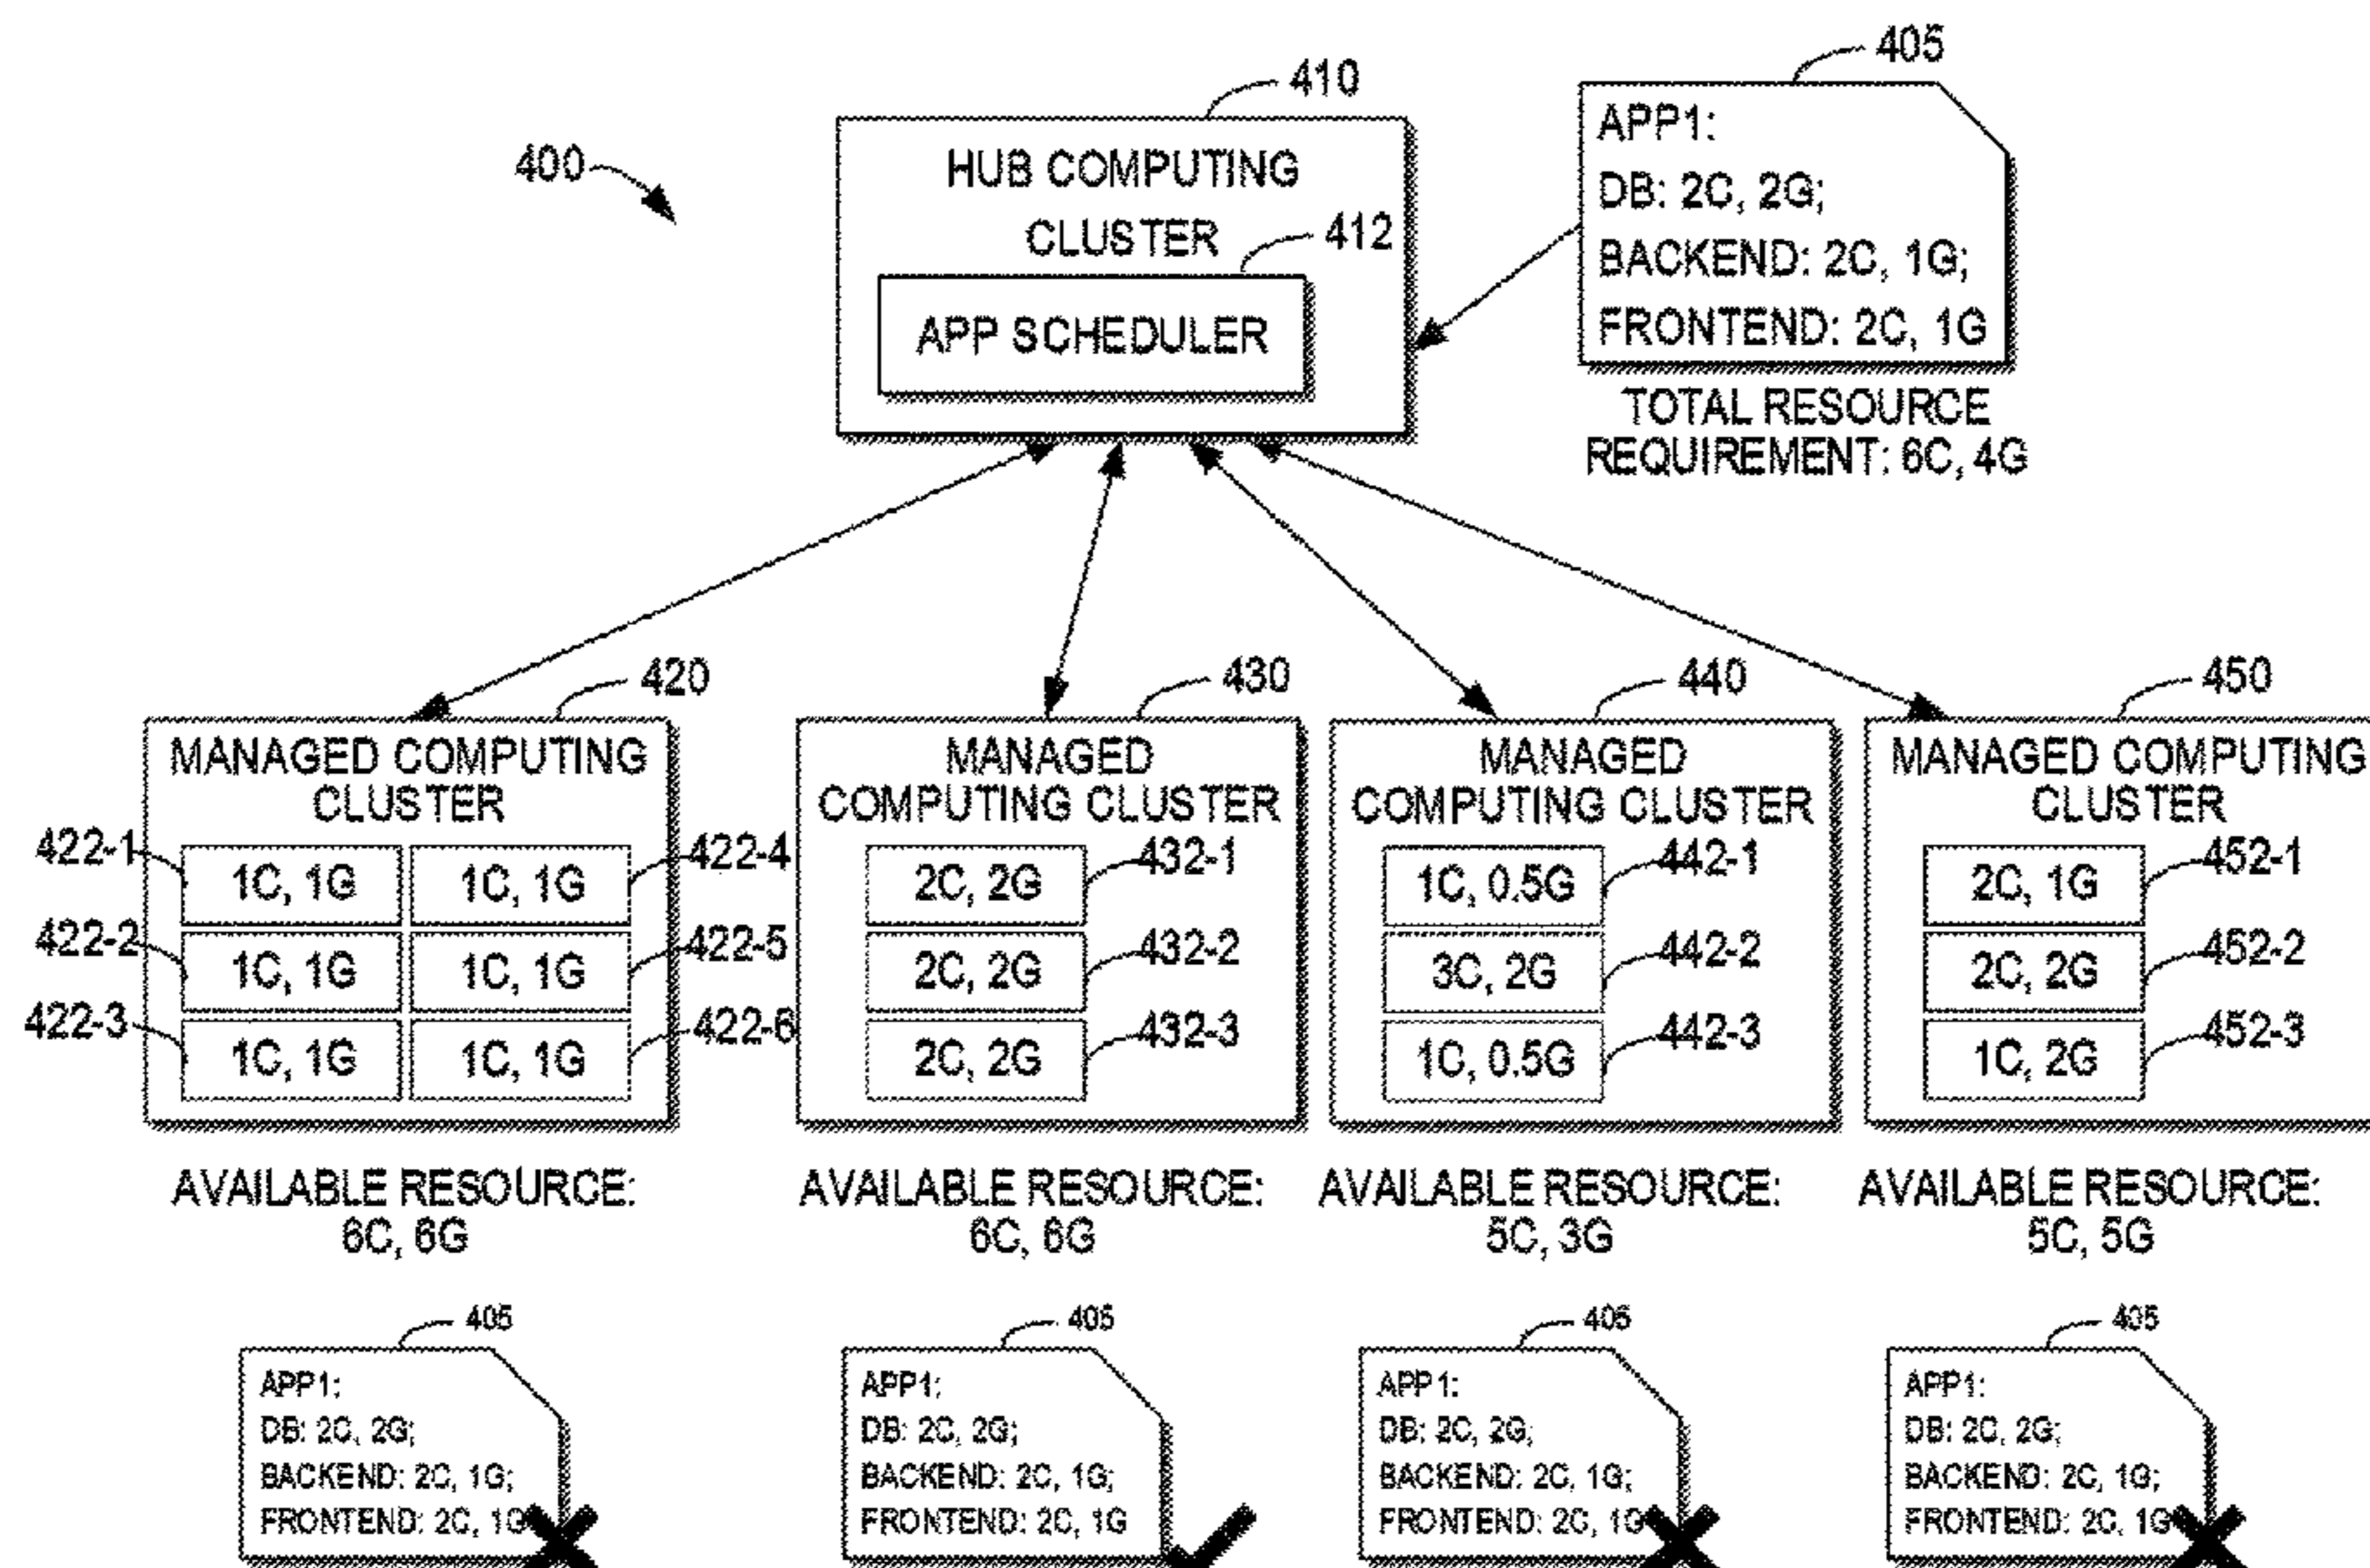 400
410
HUB COMPUTING
CLUSTER
412
APP SCHEDULER
405
APP1:
DB: 2C, 2G;
BACKEND: 2C, 1G;
FRONTEND: 2C, 1G
TOTAL RESOURCE
REQUIREMENT: 6C, 4G
420
MANAGED COMPUTING
CLUSTER
422-1
1C, 1G
1C, 1G
422-4
422-2
1C, 1G
1C, 1G
422-5
422-3
1C, 1G
1C, 1G
422-6
AVAILABLE RESOURCE:
6C, 6G
430
MANAGED
COMPUTING CLUSTER
2C, 2G
432-1
2C, 2G
432-2
2C, 2G
432-3
AVAILABLE RESOURCE:
6C, 6G
440
MANAGED
COMPUTING CLUSTER
1C, 0.5G
442-1
3C, 2G
442-2
1C, 0.5G
442-3
AVAILABLE RESOURCE:
5C, 3G
450
MANAGED COMPUTING
CLUSTER
2C, 1G
452-1
2C, 2G
452-2
1C, 2G
452-3
AVAILABLE RESOURCE:
5C, 5G
405
APP1:
DB: 2C, 2G;
BACKEND: 2C, 1G;
FRONTEND: 2C, 1G
405
APP1:
DB: 2C, 2G;
BACKEND: 2C, 1G;
FRONTEND: 2C, 1G
405
APP1:
DB: 2C, 2G;
BACKEND: 2C, 1G;
FRONTEND: 2C, 1G
405
APP1:
DB: 2C, 2G;
BACKEND: 2C, 1G;
FRONTEND: 2C, 1G